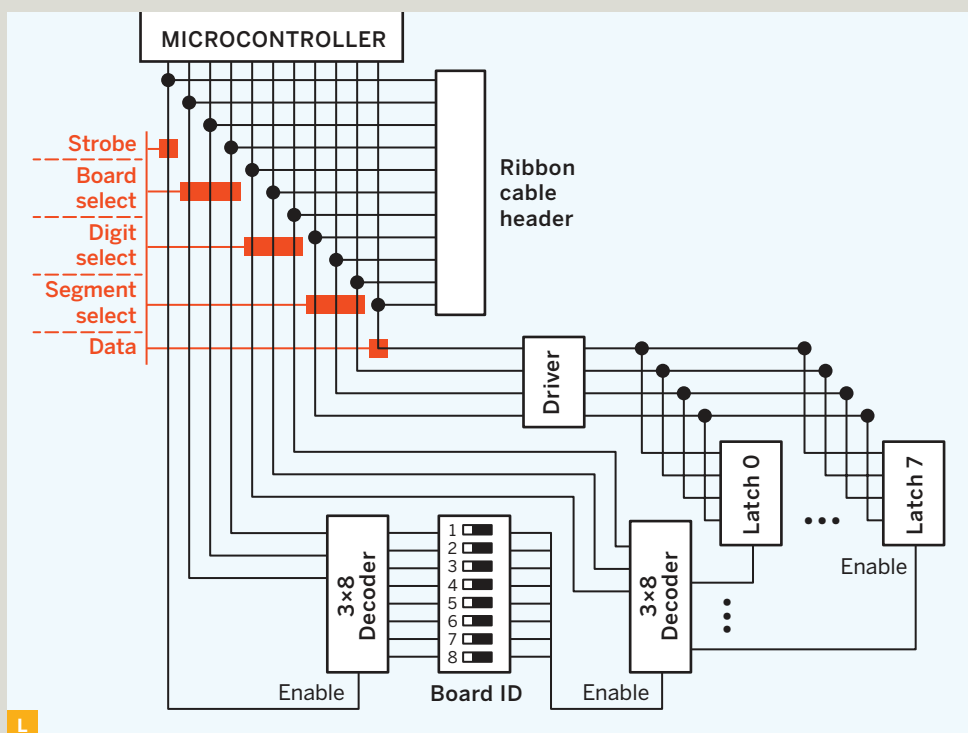 MICROCONTROLLER
Strobe
Board
select
Digit
select
Segment
select
Data
Ribbon
cable
header
Driver
Latch 0
Latch 7
Enable
3×8
Decoder
1
2
3
4
5
6
7
8
3×8
Decoder
Enable
Board ID
Enable
L